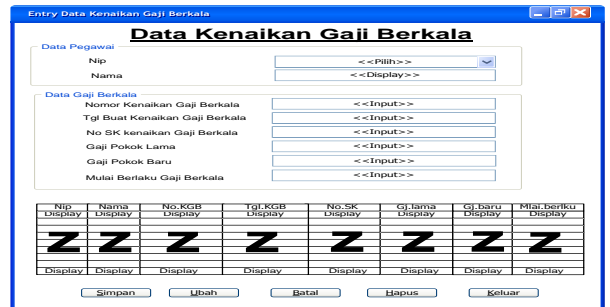 Entry Data Kenaikan Gaji Berkala
Data Kenaikan Gaji Berkala
Data Pegawai
Nip <<Pilih>>
Nama <<Display>>
Data Gaji Berkala
Nomor Kenaikan Gaji Berkala <<Input>>
Tgl Buat Kenaikan Gaji Berkala <<Input>>
No SK kenaikan Gaji Berkala <<Input>>
Gaji Pokok Lama <<Input>>
Gaji Pokok Baru <<Input>>
Mulai Berlaku Gaji Berkala <<Input>>
Nip Nama No.KGB Tgl.KGB No.SK Gj.lama Gj.baru Mlai.berlku
Display Display Display Display Display Display Display Display
Z Z Z Z Z Z Z Z
Display Display Display Display Display Display Display Display
Simpan Ubah Batal Hapus Keluar